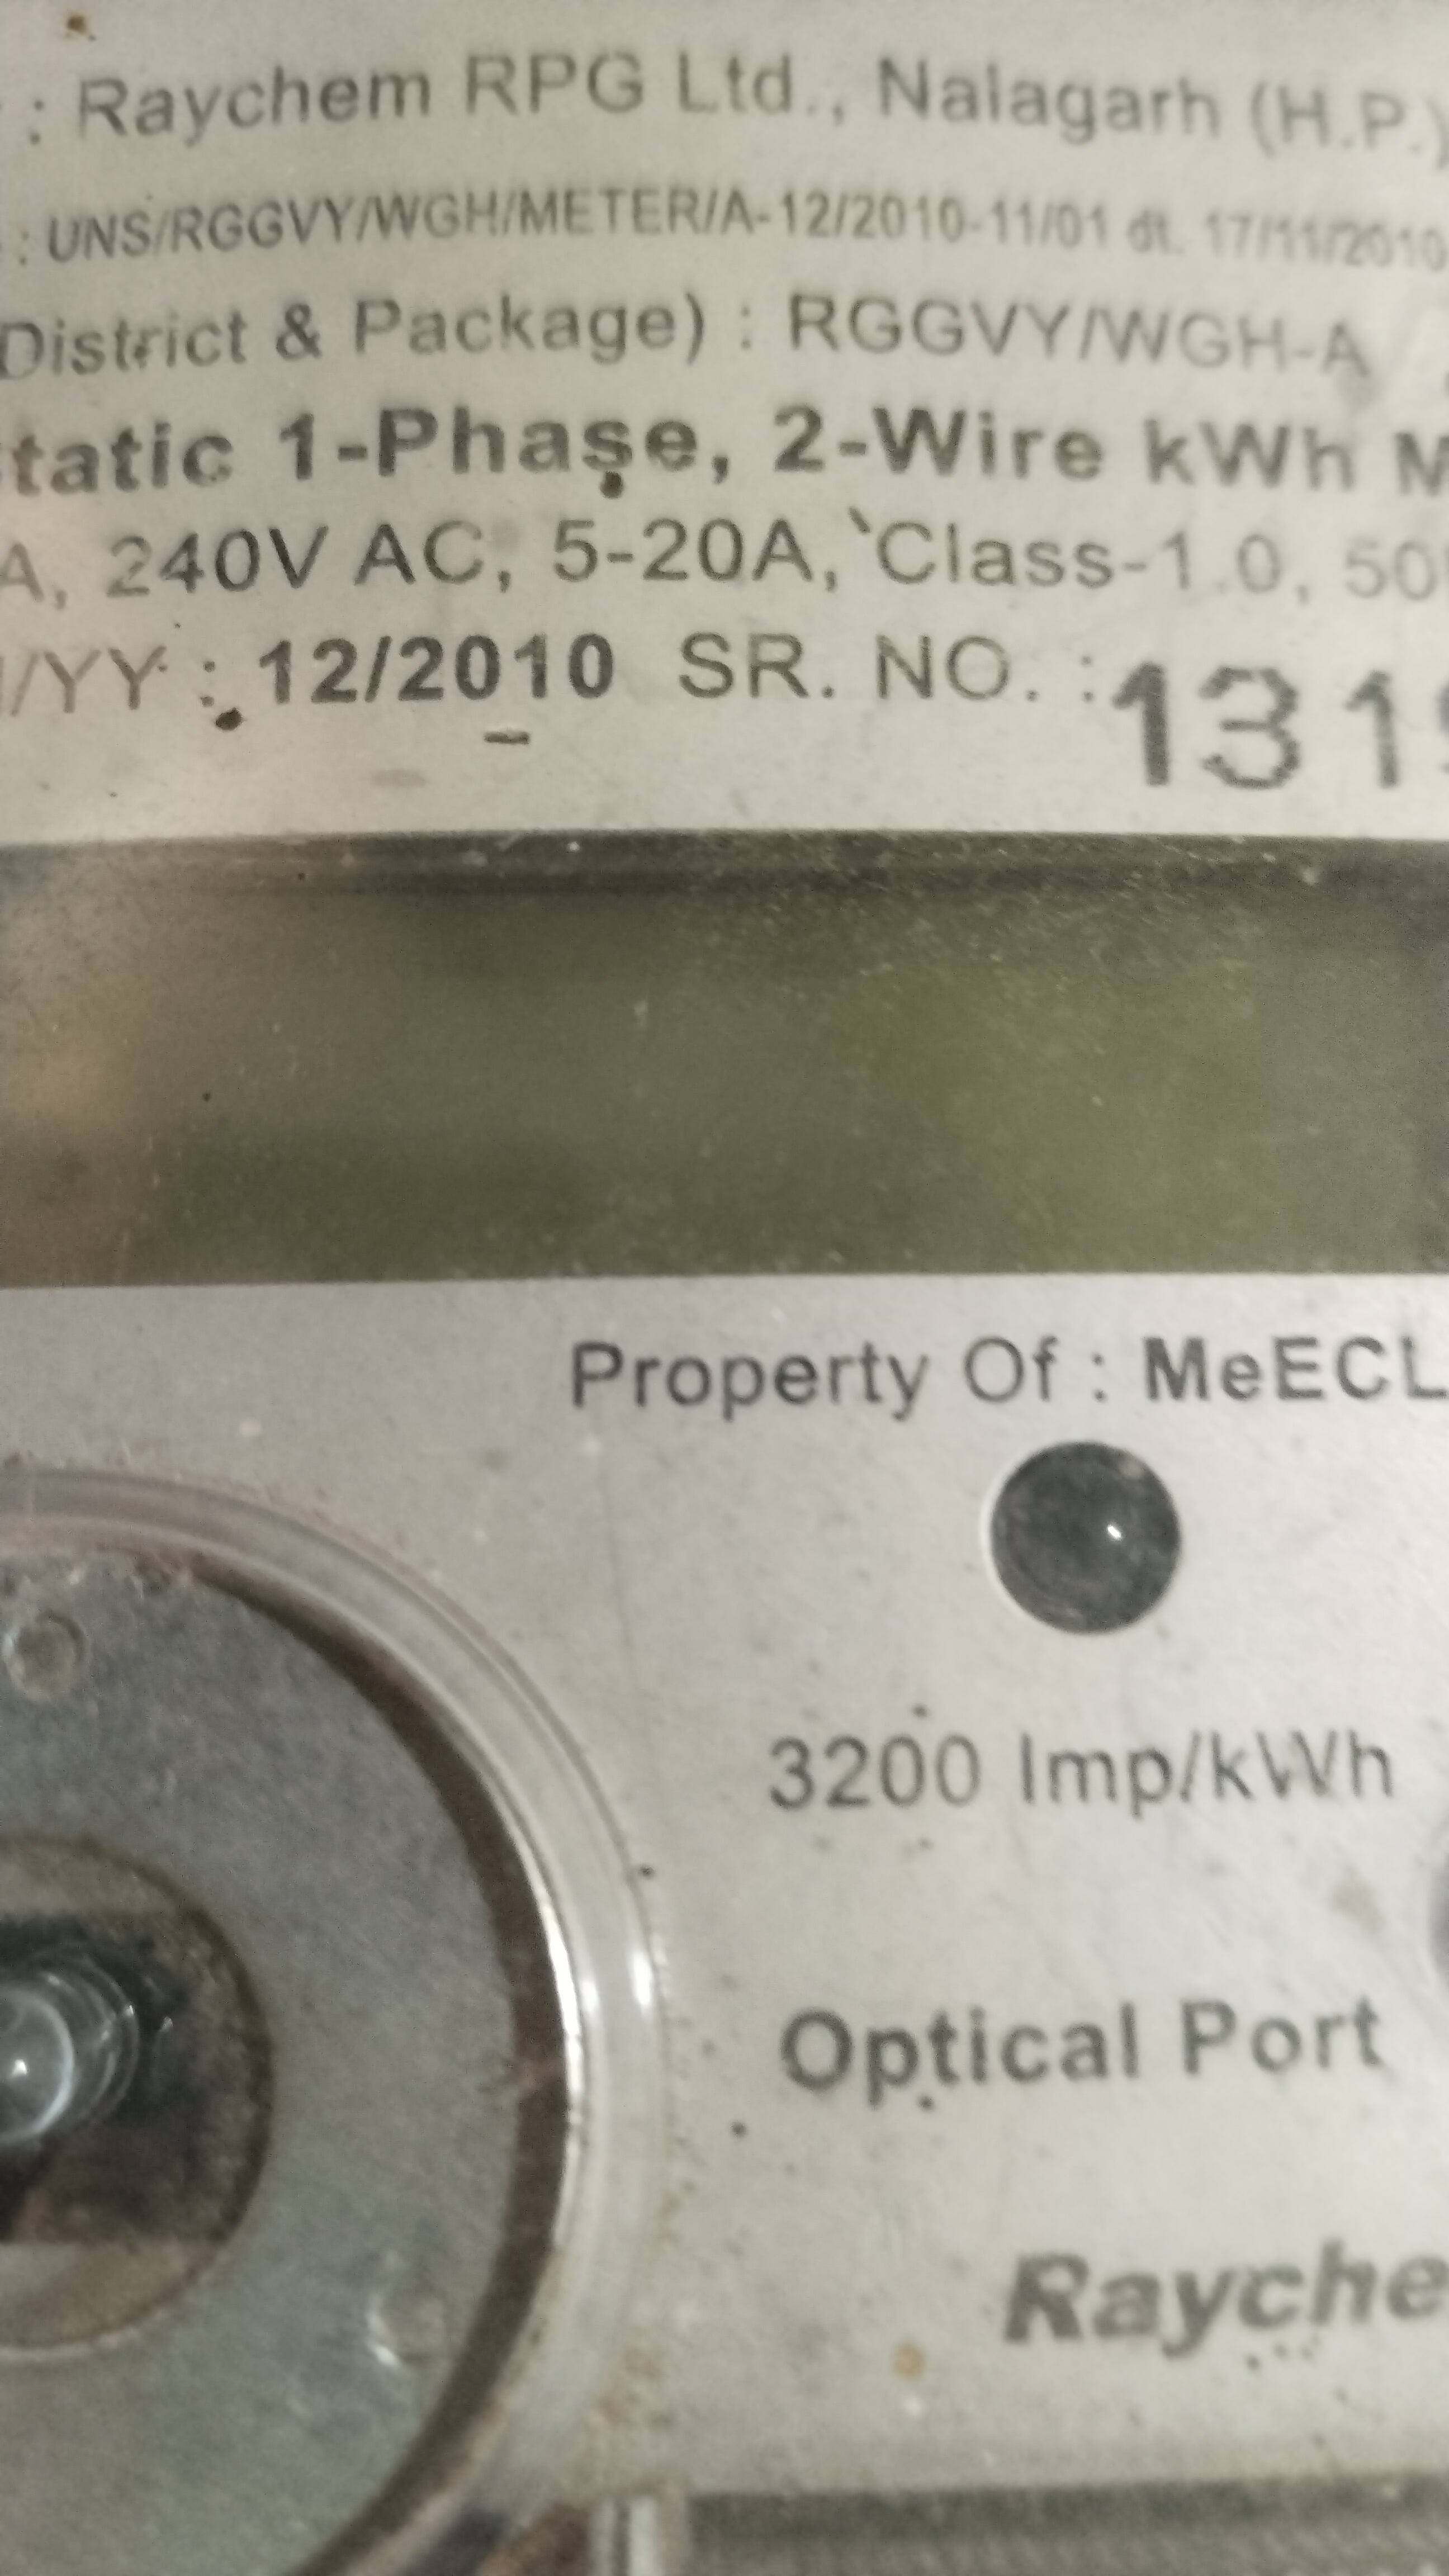 : Raychem RPG Ltd., Nalagarh (H.P.)
: UNS/RGGVY/WGH/METER/A-12/2010-11/01 dt. 17/11/2010
District & Package) : RGGVY/WGH-A
tatic 1-Phase, 2-Wire kWh M
A, 240V AC, 5-20A, Class-1.0, 50
/YY : 12/2010 SR. NO. : 131
Property Of : MeECL
3200 Imp/kWh
Optical Port
Rayche